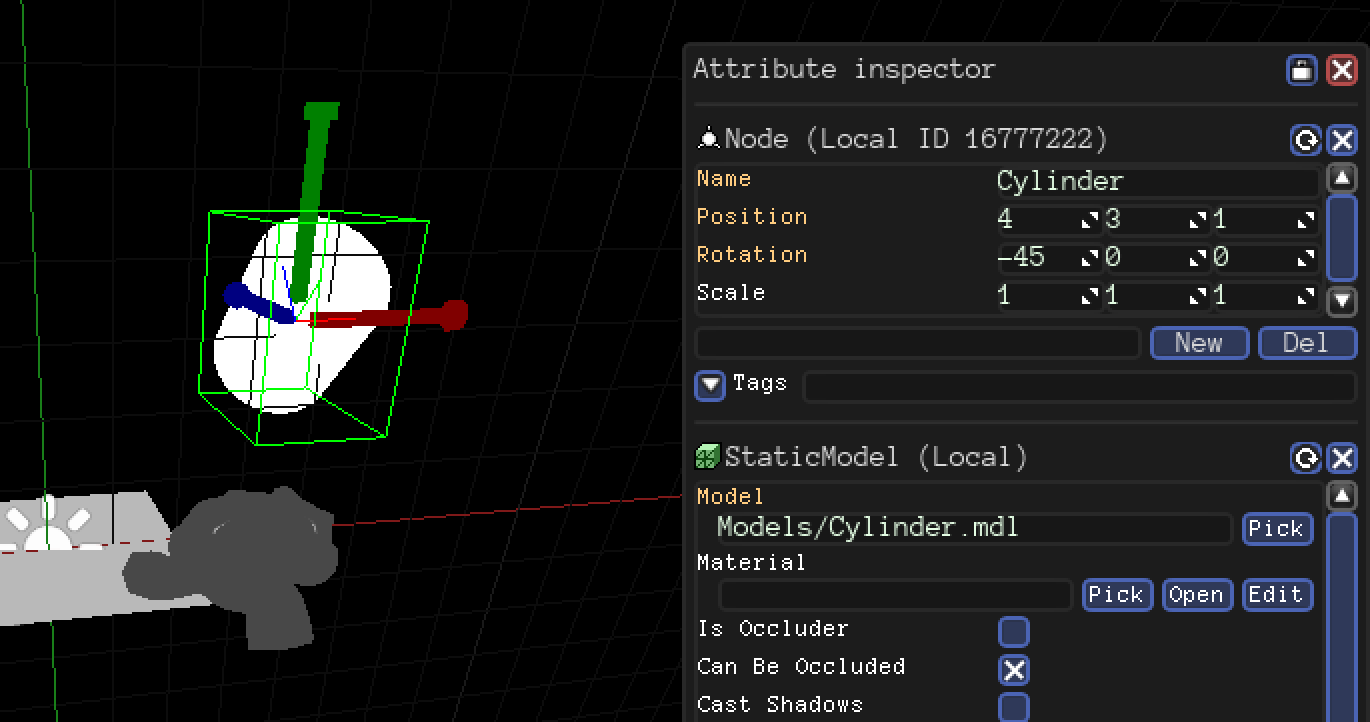 Attribute inspector
Node (Local ID 16777222)
Name Cylinder
Position 4 3 1
Rotation -45 0 0
Scale 1 1 1
New Del
Tags
StaticModel (Local)
Model
Models/Cylinder.mdl Pick
Material
Pick Open Edit
Is Occluder
Can Be Occluded
Cast Shadows